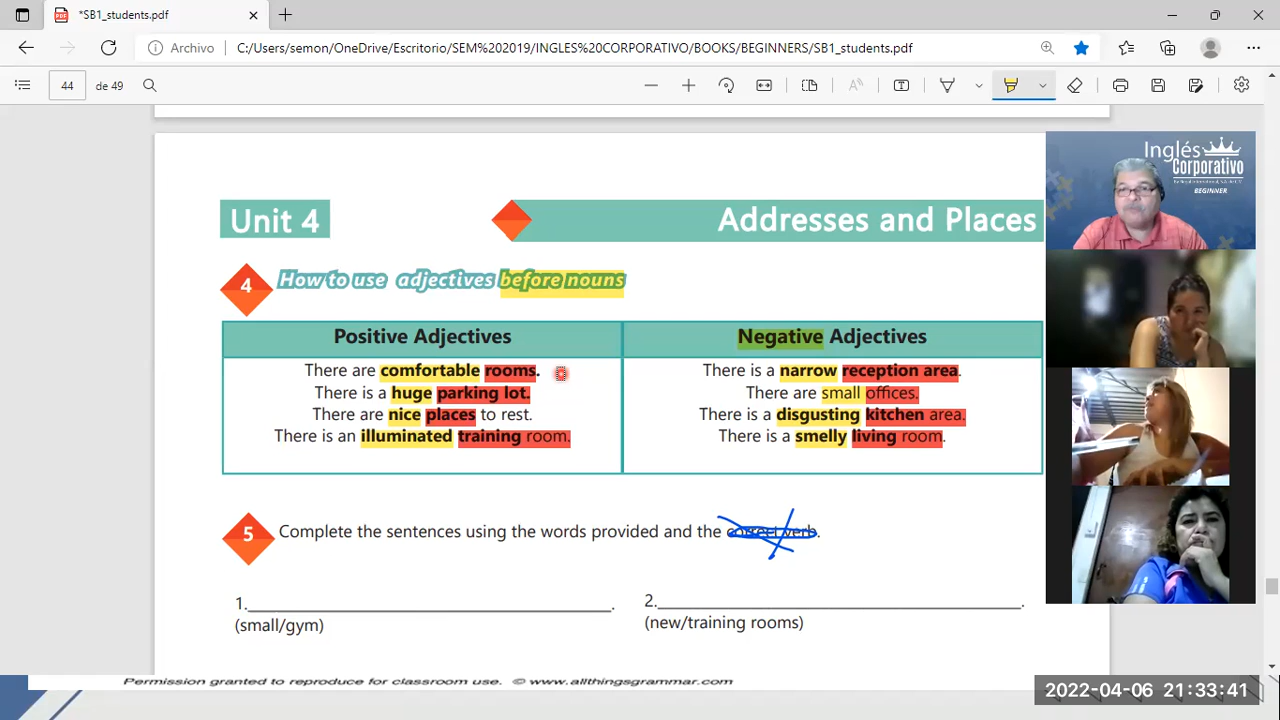 *SB1_students.pdf
Archivo
C:/Users/semon/OneDrive/Escritorio/SEM%202019/INGLES%20CORPORATIVO/BOOKS/BEGINNERS/SB1_students.pdf
44 de 49
Inglés
Corporativo
BEGINNER
Unit 4
Addresses and Places
4 How to use adjectives before nouns
Positive Adjectives
Negative Adjectives
There are comfortable rooms.
There is a huge parking lot.
There are nice places to rest.
There is an illuminated training room.
There is a narrow reception area.
There are small offices.
There is a disgusting kitchen area.
There is a smelly living room.
5 Complete the sentences using the words provided and the correct verb.
1.____________________________________.
(small/gym)
2.____________________________________.
(new/training rooms)
Permission granted to reproduce for classroom use. © www.allthingsgrammar.com
2022-04-06 21:33:41